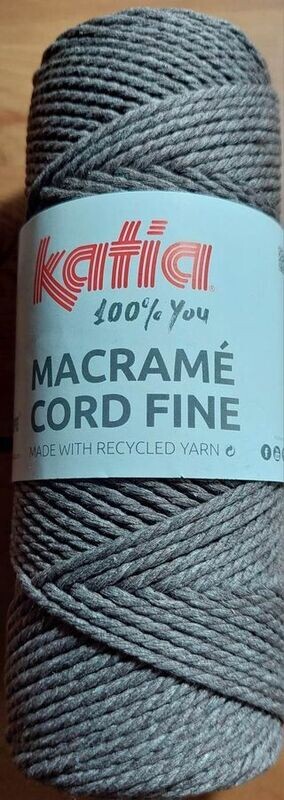 katia
100% You
MACRAMÉ
CORD FINE
MADE WITH RECYCLED YARN